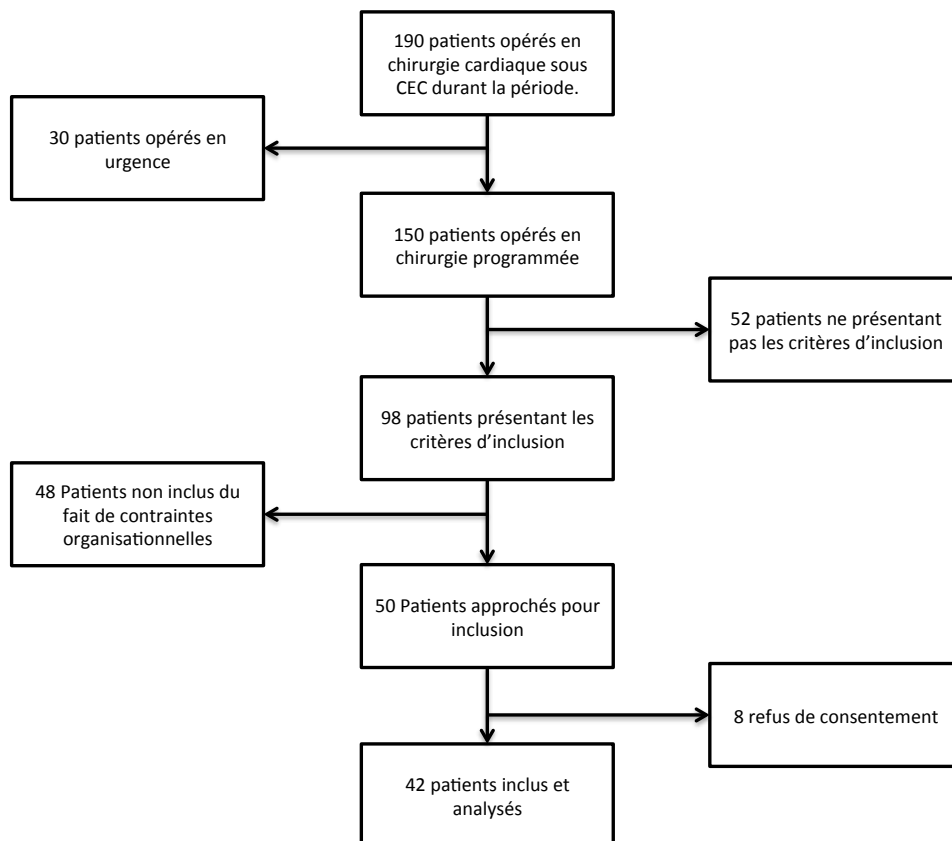 190 patients opérés en
chirurgie cardiaque sous
CEC durant la période.
30 patients opérés en
urgence
150 patients opérés en
chirurgie programmée
52 patients ne présentant
pas les critères d’inclusion
98 patients présentant les
critères d’inclusion
48 Patients non inclus du
fait de contraintes
organisationnelles
50 Patients approchés pour
inclusion
8 refus de consentement
42 patients inclus et
analysés